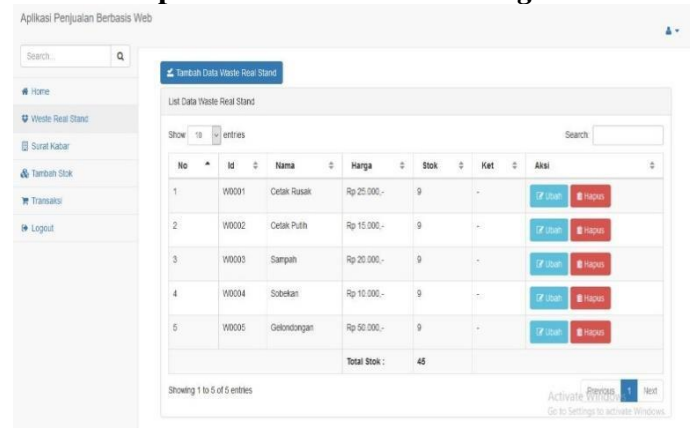 Aplikasi Penjualan Berbasis Web
Search...
Home
Weste Real Stand
Surat Kabar
Tambah Stok
Transaksi
Logout
Tambah Data Waste Real Stand
List Data Waste Real Stand
Show 10 entries Search:
No Id Nama Harga Stok Ket Aksi
1 W0001 Cetak Rusak Rp 25.000,- 9 - Ubah Hapus
2 W0002 Cetak Putih Rp 15.000,- 9 - Ubah Hapus
3 W0003 Sampah Rp 20.000,- 9 - Ubah Hapus
4 W0004 Sobekan Rp 10.000,- 9 - Ubah Hapus
5 W0005 Gelondongan Rp 50.000,- 9 - Ubah Hapus
Total Stok : 45
Showing 1 to 5 of 5 entries Previous 1 Next
Activate Windows
Go to Settings to activate Windows.